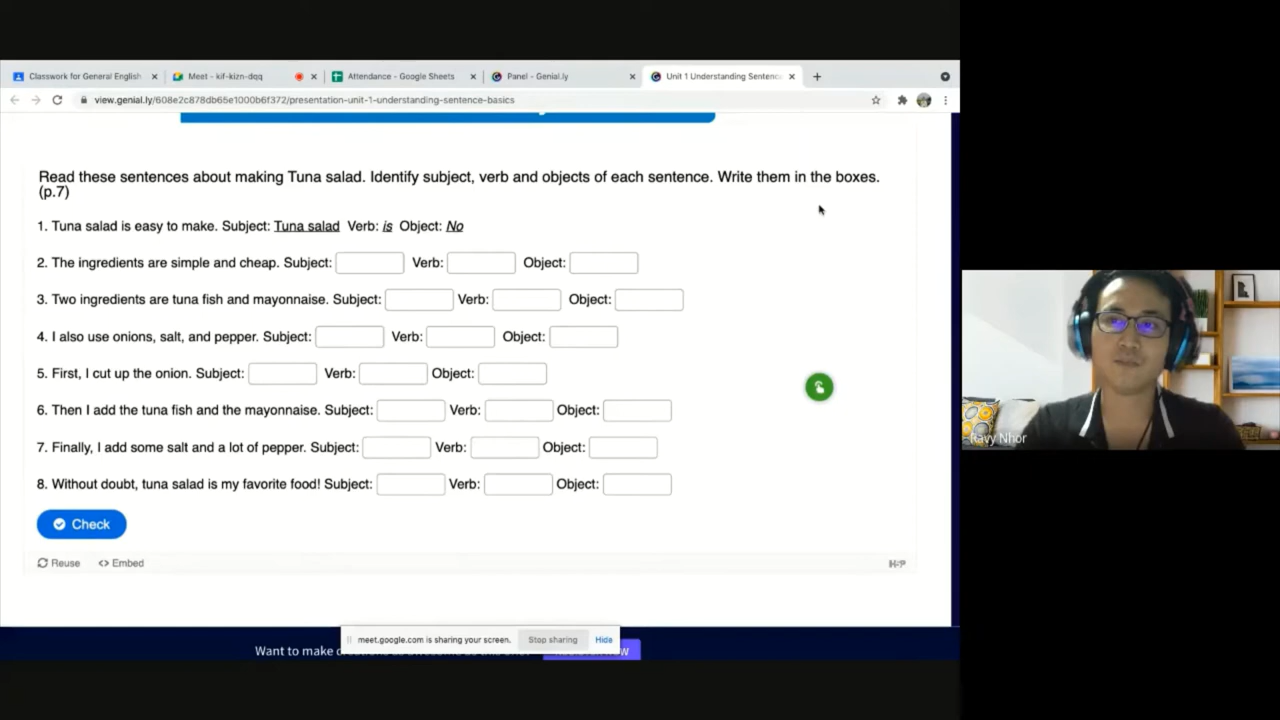 Classwork for General English
Meet - kif-kizn-dqq
Attendance - Google Sheets
Panel - Genial.ly
Unit 1 Understanding Sentenc
view.genial.ly/608e2c878db65e1000b6f372/presentation-unit-1-understanding-sentence-basics
Read these sentences about making Tuna salad. Identify subject, verb and objects of each sentence. Write them in the boxes.
(p.7)
1. Tuna salad is easy to make. Subject: Tuna salad Verb: is Object: No
2. The ingredients are simple and cheap. Subject: Verb: Object:
3. Two ingredients are tuna fish and mayonnaise. Subject: Verb: Object:
4. I also use onions, salt, and pepper. Subject: Verb: Object:
5. First, I cut up the onion. Subject: Verb: Object:
6. Then I add the tuna fish and the mayonnaise. Subject: Verb: Object:
7. Finally, I add some salt and a lot of pepper. Subject: Verb: Object:
8. Without doubt, tuna salad is my favorite food! Subject: Verb: Object:
Check
Reuse
Embed
H5P
Ravy Nhor
meet.google.com is sharing your screen.
Stop sharing
Hide
Want to make